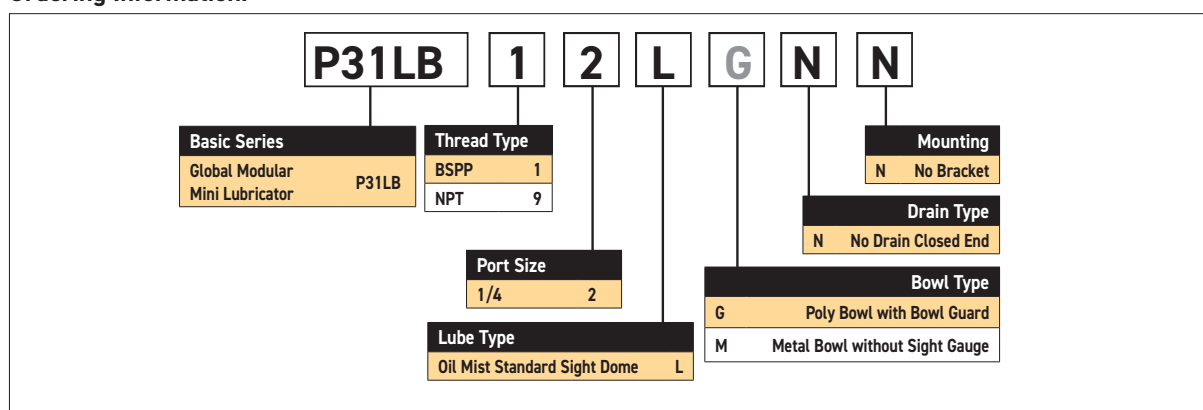 P31LB 1 2 L G N N
Basic Series
Global Modular
Mini Lubricator
P31LB
Thread Type
BSPP 1
NPT 9
Mounting
N No Bracket
Drain Type
N No Drain Closed End
Port Size
1/4 2
Bowl Type
G Poly Bowl with Bowl Guard
M Metal Bowl without Sight Gauge
Lube Type
Oil Mist Standard Sight Dome L